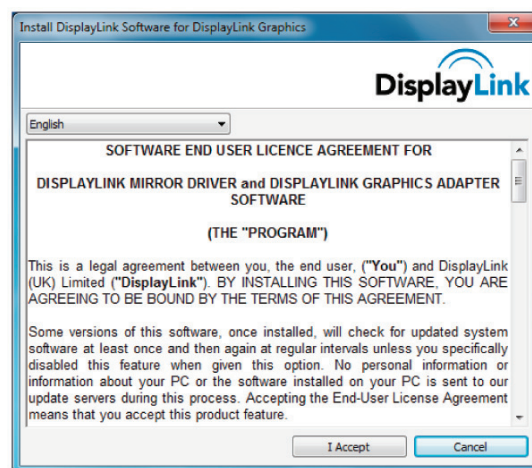 Install DisplayLink Software for DisplayLink Graphics
DisplayLink
English
SOFTWARE END USER LICENCE AGREEMENT FOR
DISPLAYLINK MIRROR DRIVER and DISPLAYLINK GRAPHICS ADAPTER
SOFTWARE
(THE "PROGRAM")
This is a legal agreement between you, the end user, ("You") and DisplayLink
(UK) Limited ("DisplayLink"). BY INSTALLING THIS SOFTWARE, YOU ARE
AGREEING TO BE BOUND BY THE TERMS OF THIS AGREEMENT.
Some versions of this software, once installed, will check for updated system
software at least once and then again at regular intervals unless you specifically
disabled this feature when given this option. No personal information or
information about your PC or the software installed on your PC is sent to our
update servers during this process. Accepting the End-User License Agreement
means that you accept this product feature.
I Accept
Cancel